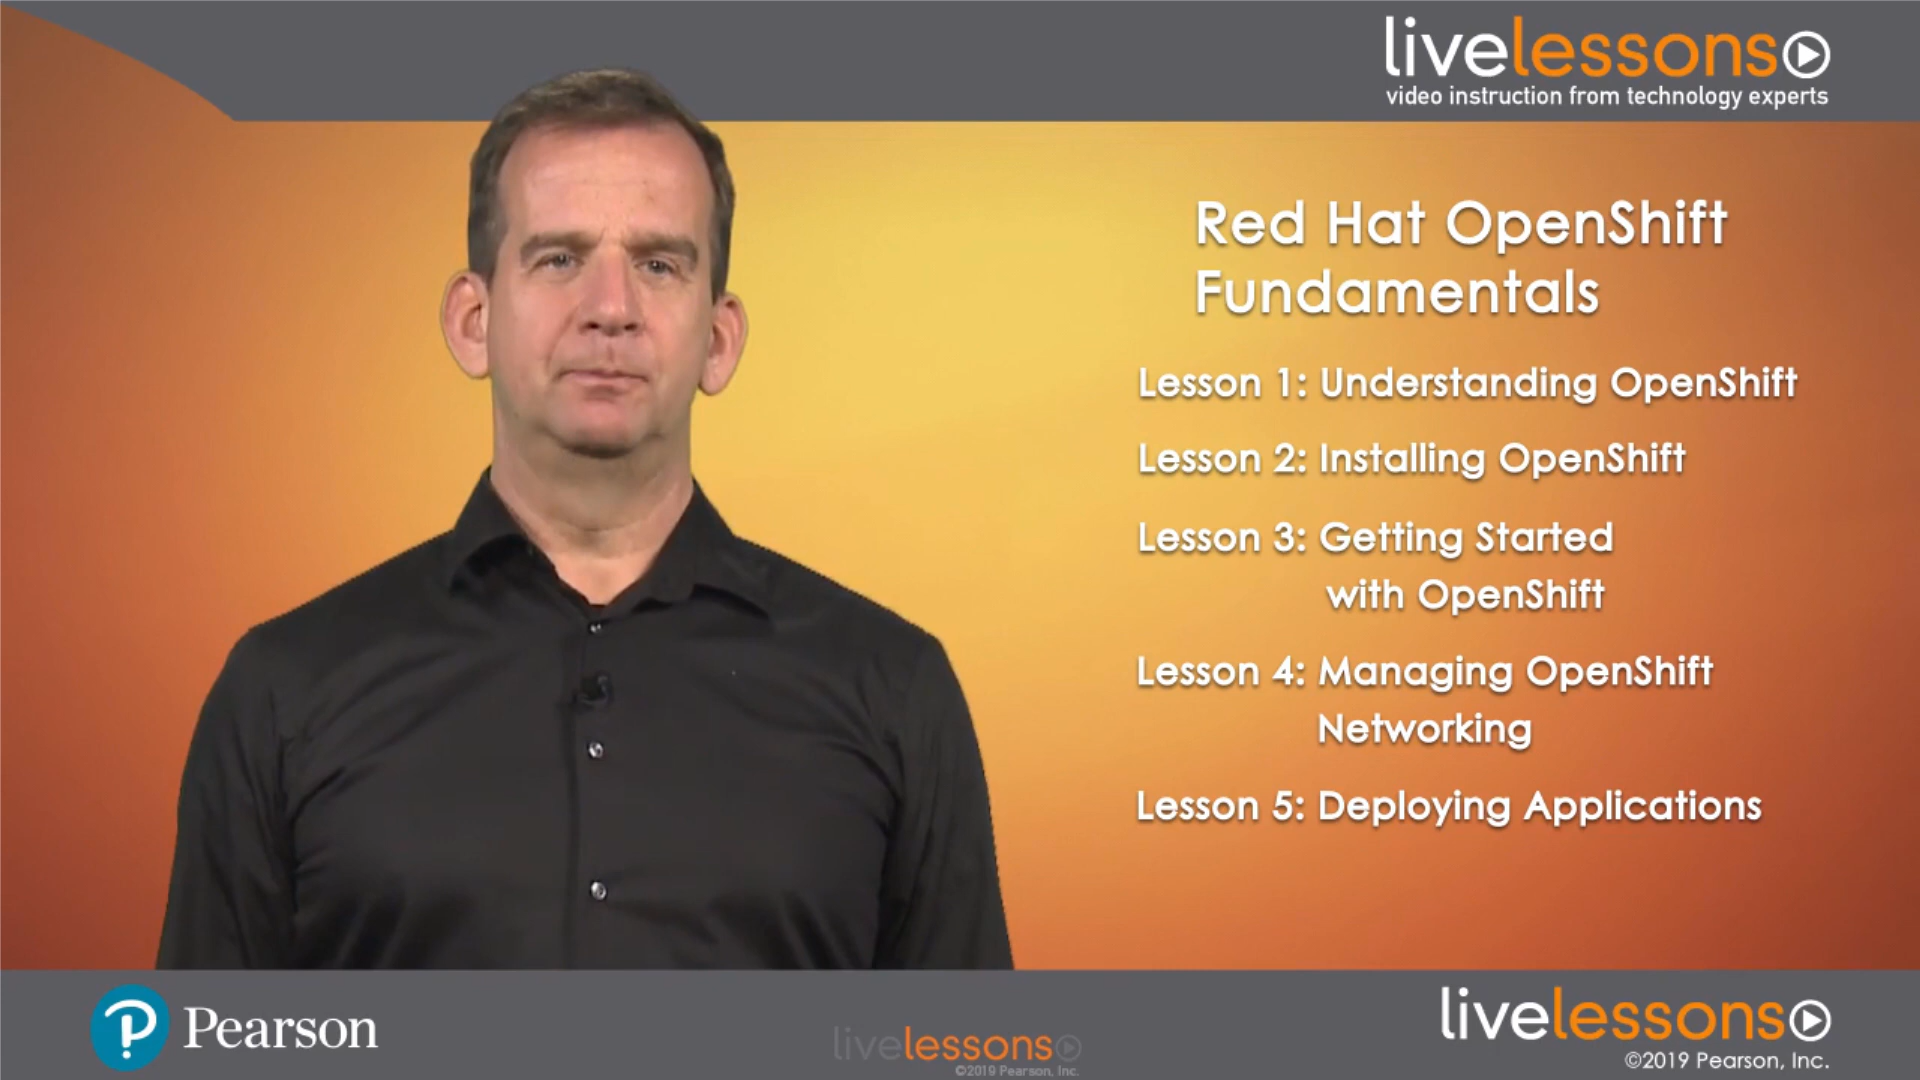 livelessons
video instruction from technology experts
Red Hat OpenShift
Fundamentals
Lesson 1: Understanding OpenShift
Lesson 2: Installing OpenShift
Lesson 3: Getting Started
with OpenShift
Lesson 4: Managing OpenShift
Networking
Lesson 5: Deploying Applications
Pearson
livelessons
©2019 Pearson, Inc.
livelessons
©2019 Pearson, Inc.